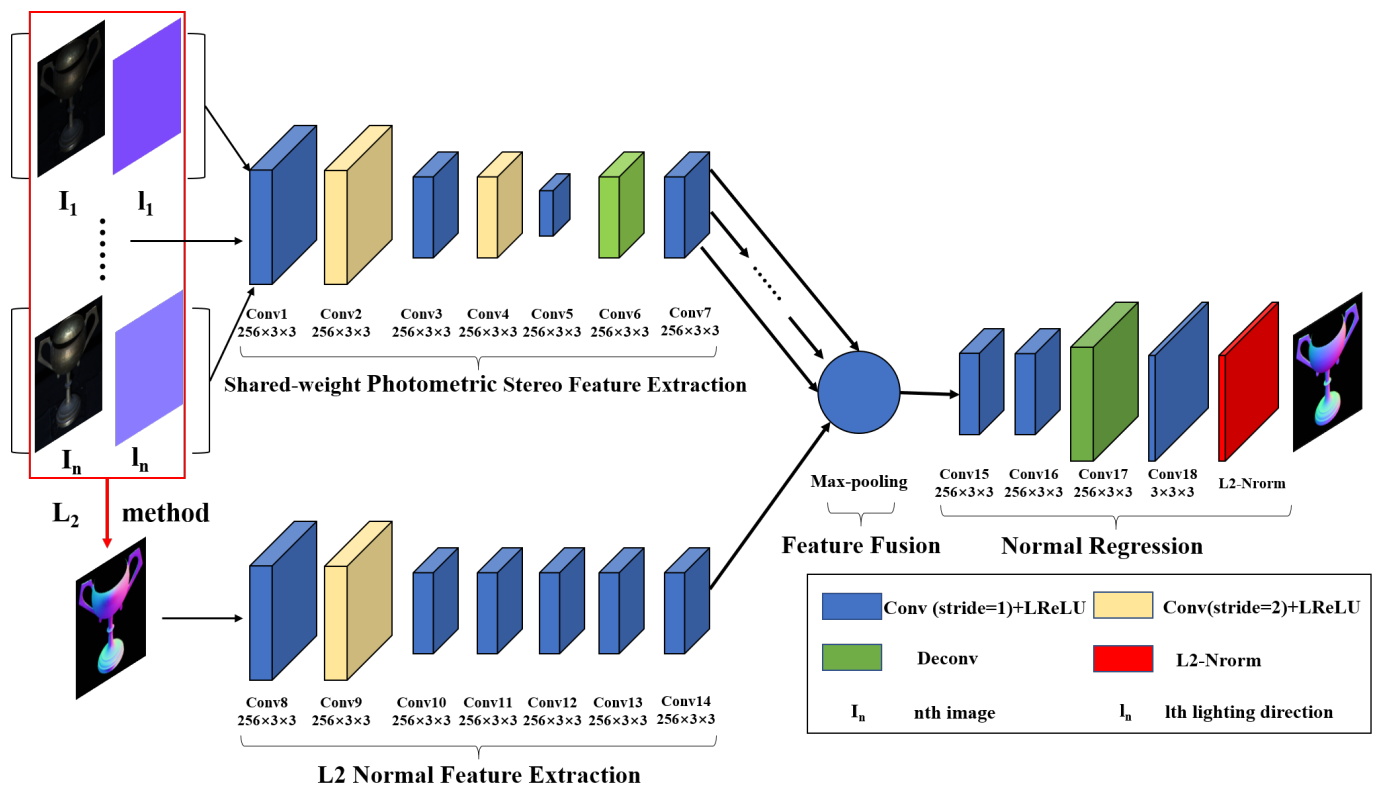 I1 l1
In ln
L2 method
Conv1 Conv2 Conv3 Conv4 Conv5 Conv6 Conv7
256×3×3 256×3×3 256×3×3 256×3×3 256×3×3 256×3×3 256×3×3
Shared-weight Photometric Stereo Feature Extraction
Conv8 Conv9 Conv10 Conv11 Conv12 Conv13 Conv14
256×3×3 256×3×3 256×3×3 256×3×3 256×3×3 256×3×3 256×3×3
L2 Normal Feature Extraction
Max-pooling
Feature Fusion
Conv15 Conv16 Conv17 Conv18 L2-Nrorm
256×3×3 256×3×3 256×3×3 3×3×3
Normal Regression
Conv (stride=1)+LReLU Conv(stride=2)+LReLU
Deconv L2-Nrorm
In nth image ln lth lighting direction